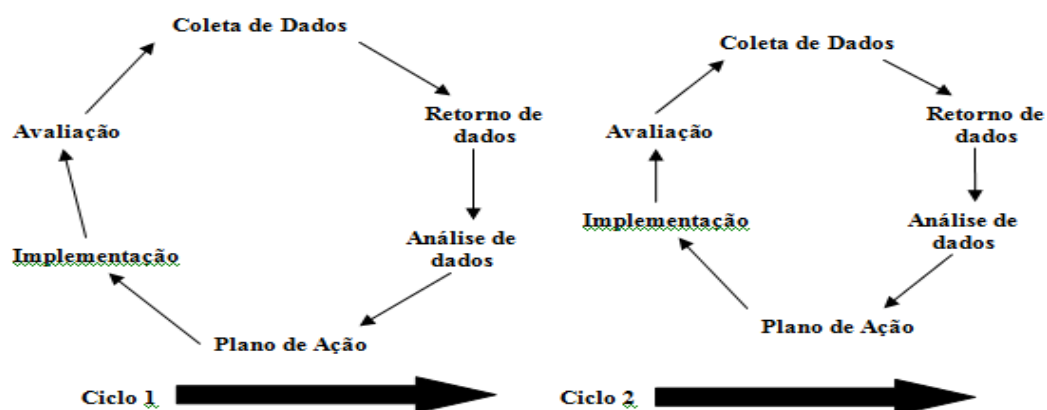 Coleta de Dados
Retorno de
dados
Análise de
dados
Plano de Ação
Implementação
Avaliação
Ciclo 1
Coleta de Dados
Retorno de
dados
Análise de
dados
Plano de Ação
Implementação
Avaliação
Ciclo 2